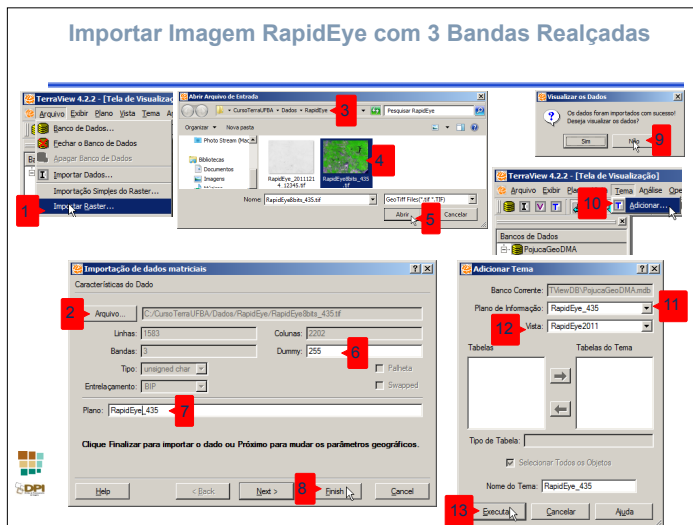 Importar Imagem RapidEye com 3 Bandas Realçadas
TerraView 4.2.2 - [Tela de Visualizaç
Arquivo Exibir Plano Vista Tema A
Banco de Dados...
Fechar o Banco de Dados
Apagar Banco de Dados
Importar Dados...
Importação Simples do Raster...
1 Importar Raster...
Abrir Arquivo de Entrada
CursoTerraUFBA Dados RapidEye 3 Pesquisar RapidEye
Organizar Nova pasta
Photo Stream (Mac
Bibliotecas
Documentos
Imagens
RapidEye_2011121
4.12345.tif
4
RapidEye8bits_435
.tif
Nome: RapidEye8bits_435.tif
GeoTiff Files(*.tif *.TIF)
Abrir 5 Cancelar
Visualizar os Dados
Os dados foram importados com sucesso!
Deseja visualizar os dados?
Sim Não 9
TerraView 4.2.2 - [Tela de Visualização]
Arquivo Exibir Tema Análise Ope
10 Adicionar...
Bancos de Dados
PojucaGeoDMA
Importação de dados matriciais
Características do Dado
2 Arquivo... C:/CursoTerraUFBA/Dados/RapidEye/RapidEye8bits_435.tif
Linhas: 1583 Colunas: 2202
Bandas: 3 Dummy: 255 6
Tipo: unsigned char Palheta
Entrelaçamento: BIP Swapped
Plano: RapidEye_435 7
Clique Finalizar para importar o dado ou Próximo para mudar os parâmetros geográficos.
Help < Back Next > 8 Finish Cancel
Adicionar Tema
Banco Corrente: TViewDB\PojucaGeoDMA.mdb
Plano de Informação: RapidEye_435 11
12 Vista: RapidEye2011
Tabelas Tabelas do Tema
Tipo de Tabela:
Selecionar Todos os Objetos
Nome do Tema: RapidEye_435
13 Executar Cancelar Ajuda
DPI